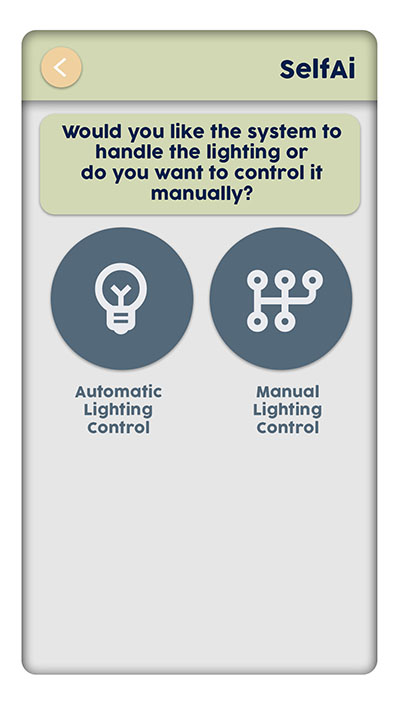 SelfAi
Would you like the system to
handle the lighting or
do you want to control it
manually?
Automatic
Lighting
Control
Manual
Lighting
Control